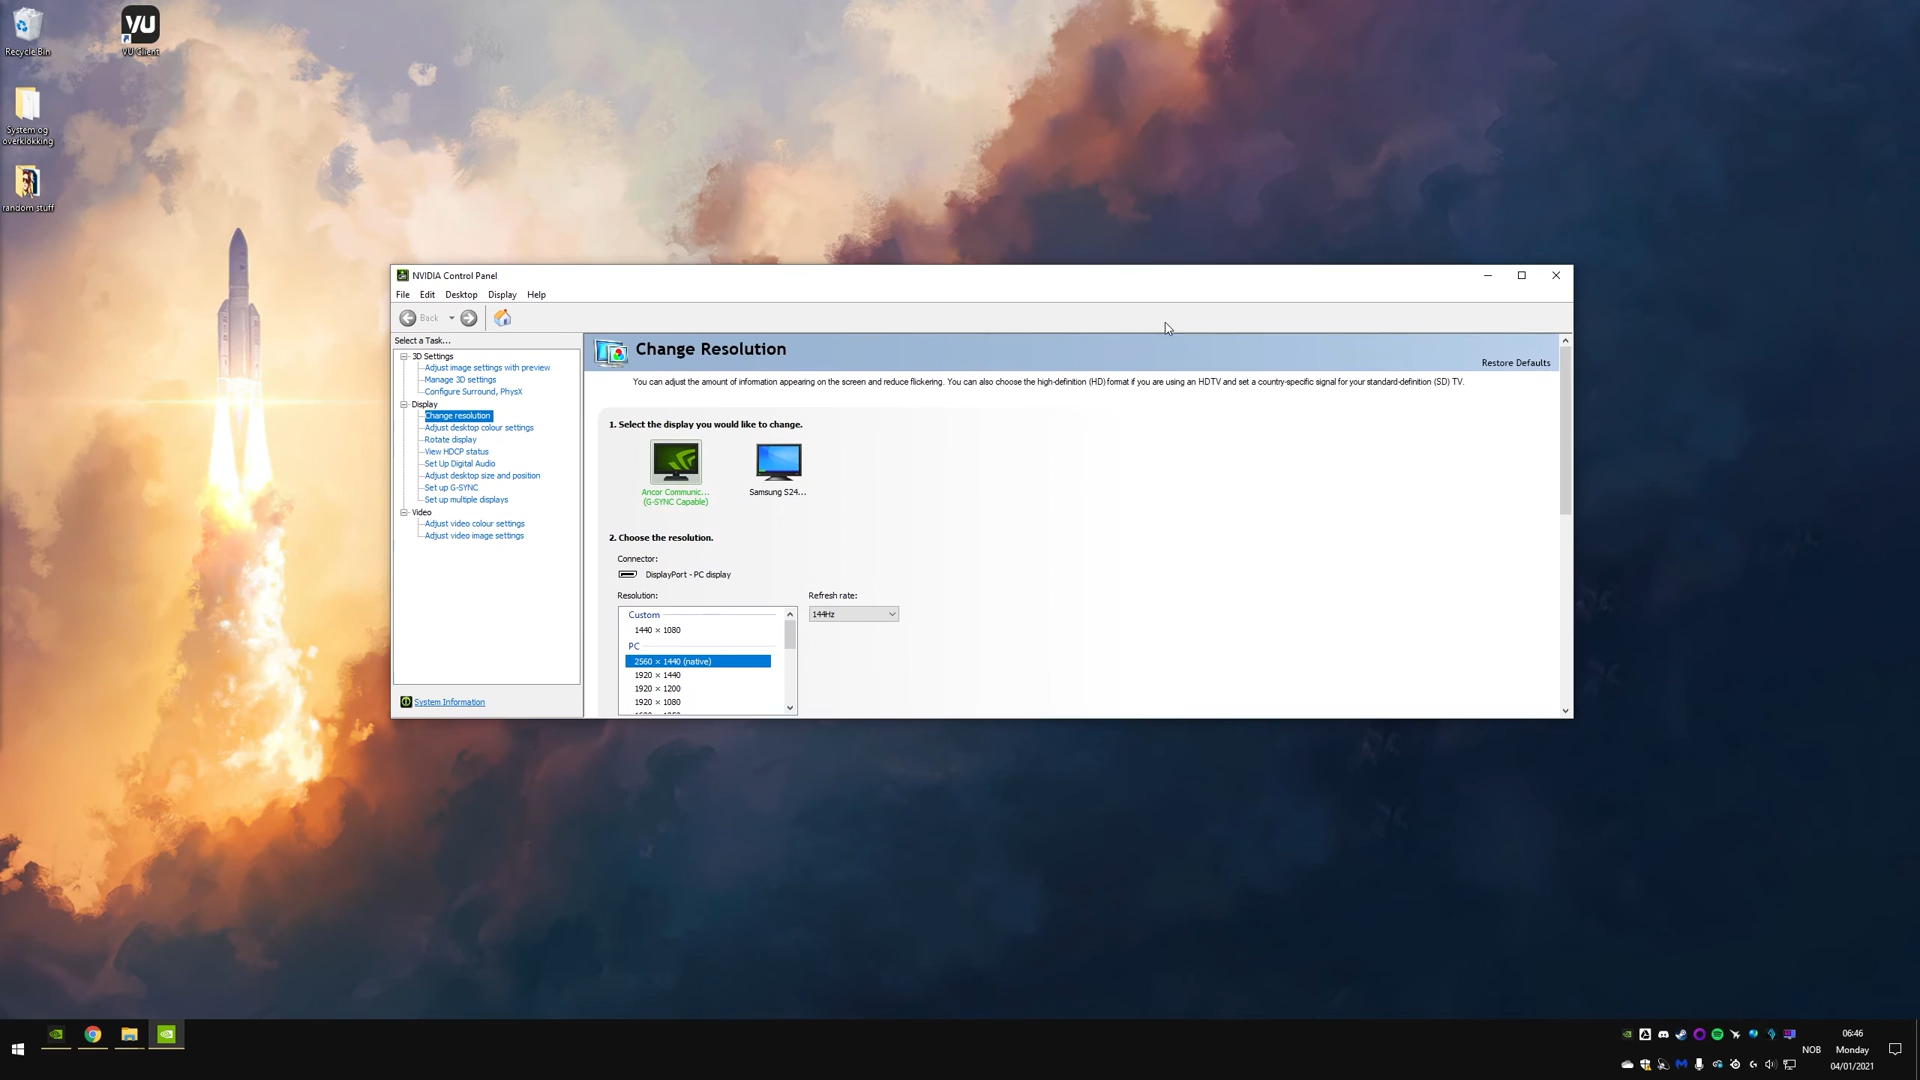 Recycle Bin
VU
VU Client
System og
overklokking
random stuff
NVIDIA Control Panel
File Edit Desktop Display Help
Back
Select a Task...
3D Settings
Adjust image settings with preview
Manage 3D settings
Configure Surround, PhysX
Display
Change resolution
Adjust desktop colour settings
Rotate display
View HDCP status
Set Up Digital Audio
Adjust desktop size and position
Set up G-SYNC
Set up multiple displays
Video
Adjust video colour settings
Adjust video image settings
System Information
Change Resolution
Restore Defaults
You can adjust the amount of information appearing on the screen and reduce flickering. You can also choose the high-definition (HD) format if you are using an HDTV and set a country-specific signal for your standard-definition (SD) TV.
1. Select the display you would like to change.
Ancor Communic...
(G-SYNC Capable)
Samsung S24...
2. Choose the resolution.
Connector:
DisplayPort - PC display
Resolution:
Refresh rate:
Custom
144Hz
1440 × 1080
PC
2560 × 1440 (native)
1920 × 1440
1920 × 1200
1920 × 1080
06:46
NOB
Monday
04/01/2021